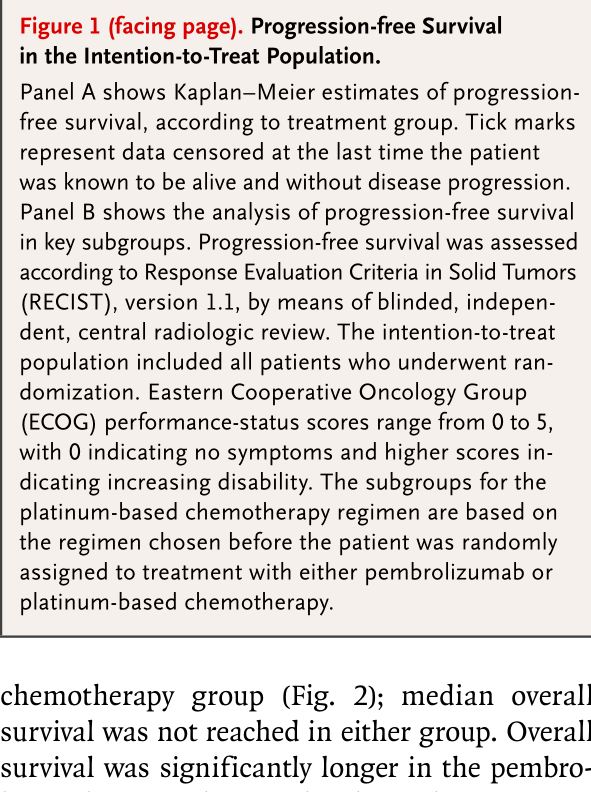 Figure 1 (facing page). Progression-free Survival
in the Intention-to-Treat Population.
Panel A shows Kaplan–Meier estimates of progression-
free survival, according to treatment group. Tick marks
represent data censored at the last time the patient
was known to be alive and without disease progression.
Panel B shows the analysis of progression-free survival
in key subgroups. Progression-free survival was assessed
according to Response Evaluation Criteria in Solid Tumors
(RECIST), version 1.1, by means of blinded, indepen-
dent, central radiologic review. The intention-to-treat
population included all patients who underwent ran-
domization. Eastern Cooperative Oncology Group
(ECOG) performance-status scores range from 0 to 5,
with 0 indicating no symptoms and higher scores in-
dicating increasing disability. The subgroups for the
platinum-based chemotherapy regimen are based on
the regimen chosen before the patient was randomly
assigned to treatment with either pembrolizumab or
platinum-based chemotherapy.
chemotherapy group (Fig. 2); median overall
survival was not reached in either group. Overall
survival was significantly longer in the pembro-